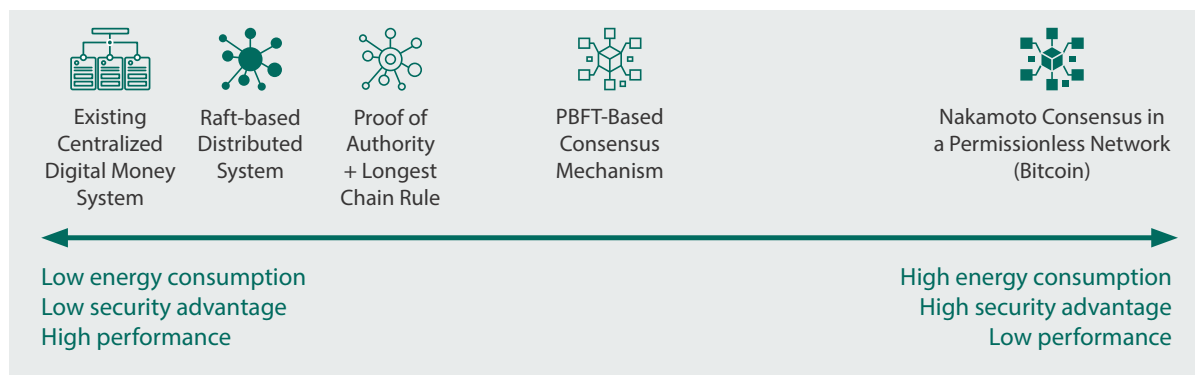 Existing
Centralized
Digital Money
System
Raft-based
Distributed
System
Proof of
Authority
+ Longest
Chain Rule
PBFT-Based
Consensus
Mechanism
Nakamoto Consensus in
a Permissionless Network
(Bitcoin)
Low energy consumption
Low security advantage
High performance
High energy consumption
High security advantage
Low performance